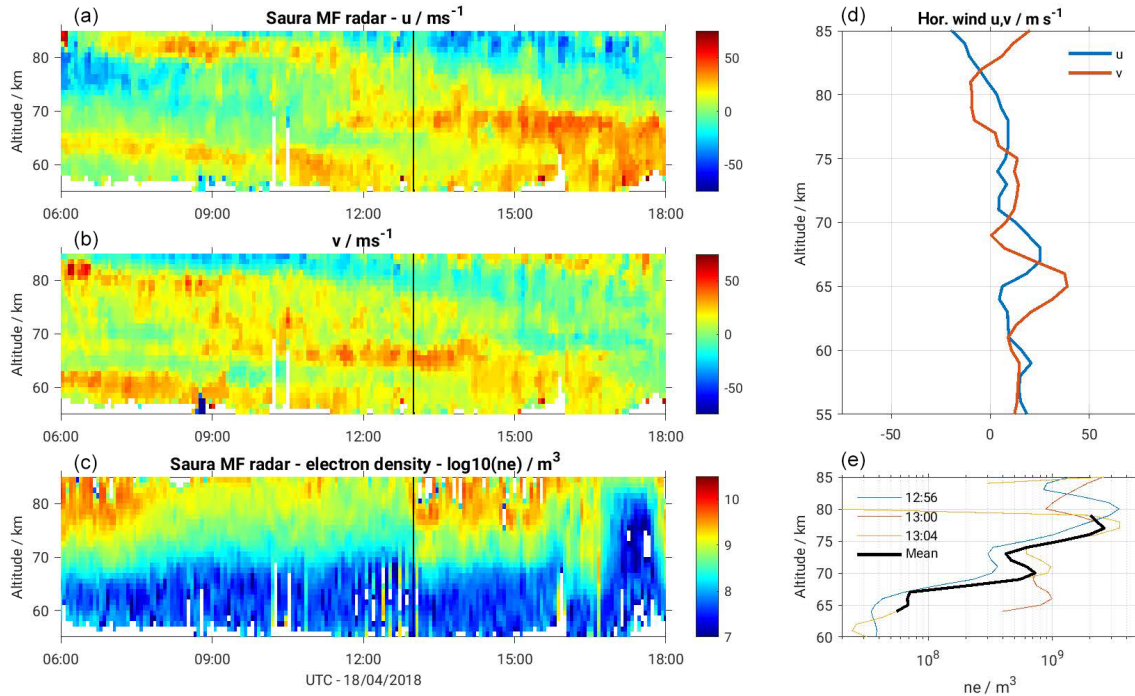 (a)
Saura MF radar - u / ms⁻¹
Altitude / km
80
70
60
50
0
-50
06:00
09:00
12:00
15:00
18:00
(b)
v / ms⁻¹
Altitude / km
80
70
60
50
0
-50
06:00
09:00
12:00
15:00
18:00
(c)
Saura MF radar - electron density - log10(ne) / m³
Altitude / km
80
70
60
10
9
8
7
06:00
09:00
12:00
15:00
18:00
UTC - 18/04/2018
(d)
Hor. wind u,v / m s⁻¹
u
v
Altitude / km
85
80
75
70
65
60
55
-50
0
50
(e)
12:56
13:00
13:04
Mean
Altitude / km
85
80
75
70
65
60
10⁸
10⁹
ne / m³